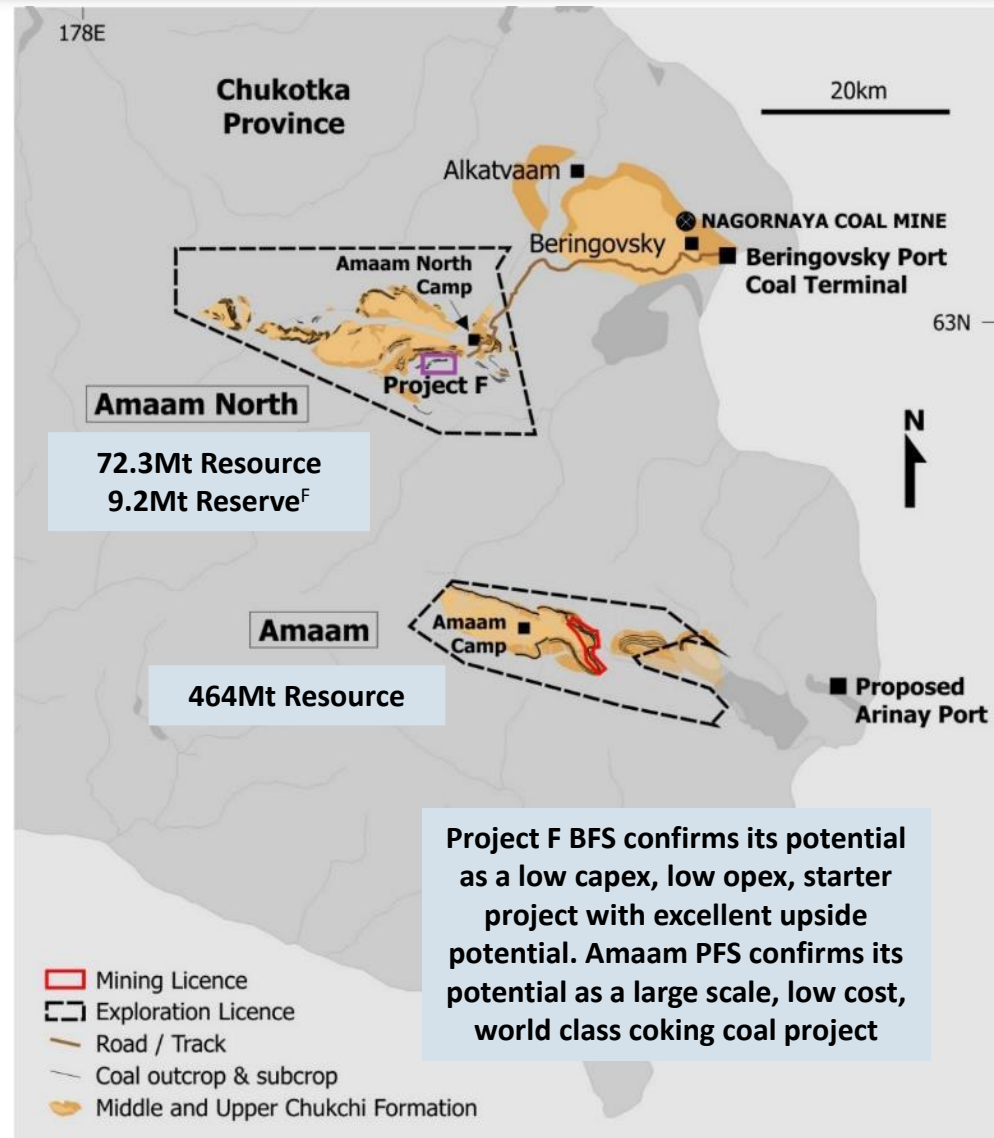 178E
Chukotka
Province
20km
Alkatvaam
NAGORNAYA COAL MINE
Beringovsky
Beringovsky Port
Coal Terminal
Amaam North
Camp
63N
Project F
Amaam North
N
72.3Mt Resource
9.2Mt Reserveᶠ
Amaam
Amaam
Camp
464Mt Resource
Proposed
Arinay Port
Project F BFS confirms its potential
as a low capex, low opex, starter
project with excellent upside
potential. Amaam PFS confirms its
potential as a large scale, low cost,
world class coking coal project
Mining Licence
Exploration Licence
Road / Track
Coal outcrop & subcrop
Middle and Upper Chukchi Formation